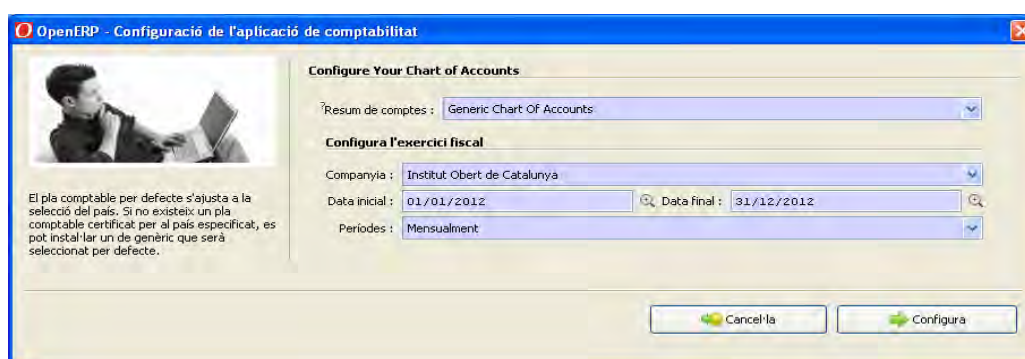 OpenERP - Configuració de l'aplicació de comptabilitat
Configure Your Chart of Accounts
?Resum de comptes : Generic Chart Of Accounts
Configura l'exercici fiscal
Companyia : Institut Obert de Catalunya
Data inicial : 01/01/2012 Data final : 31/12/2012
Períodes : Mensualment
El pla comptable per defecte s'ajusta a la
selecció del país. Si no existeix un pla
comptable certificat per al país especificat, es
pot instal·lar un de genèric que serà
seleccionat per defecte.
Cancel·la Configura